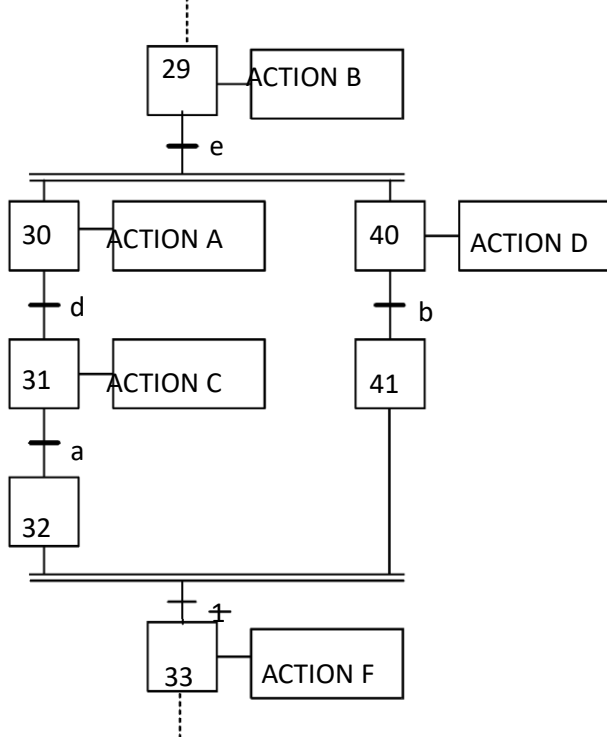 29
ACTION B
e
30
ACTION A
40
ACTION D
d
b
31
ACTION C
41
a
32
1
33
ACTION F